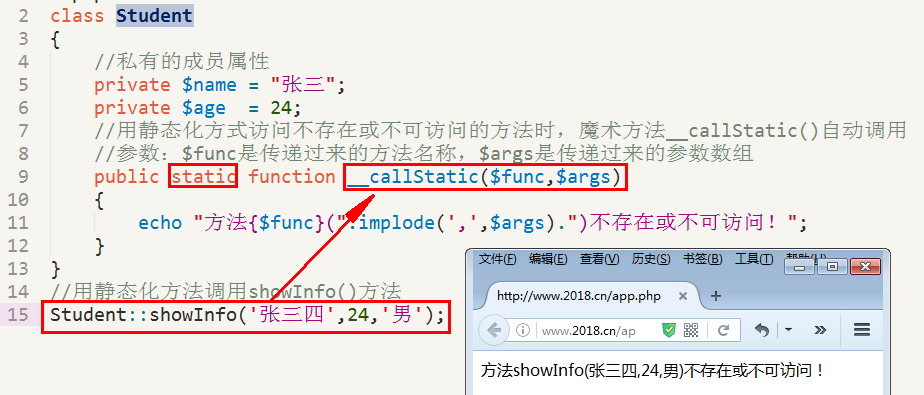 2 class Student
3 {
4 //私有的成员属性
5 private $name = "张三";
6 private $age = 24;
7 //用静态化方式访问不存在或不可访问的方法时，魔术方法__callStatic()自动调用
8 //参数：$func是传递过来的方法名称，$args是传递过来的参数数组
9 public static function __callStatic($func,$args)
10 {
11 echo "方法{$func}(".implode(',',$args).")不存在或不可访问！";
12 }
13 }
14 //用静态化方法调用showInfo()方法
15 Student::showInfo('张三四',24,'男');
文件(F) 编辑(E) 查看(V) 历史(S) 书签(B) 工具(T) 帮助(H)
http://www.2018.cn/app.php
www.2018.cn/ap
方法showInfo(张三四,24,男)不存在或不可访问！